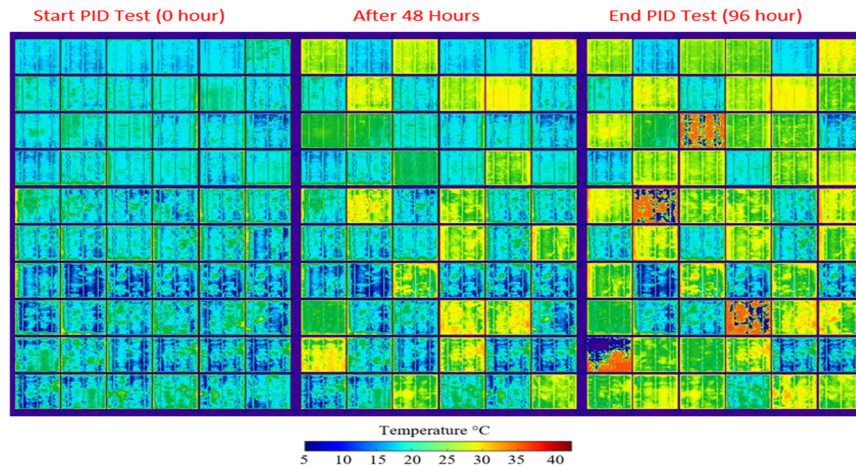 Start PID Test (0 hour) After 48 Hours End PID Test (96 hour)
Temperature °C
5 10 15 20 25 30 35 40